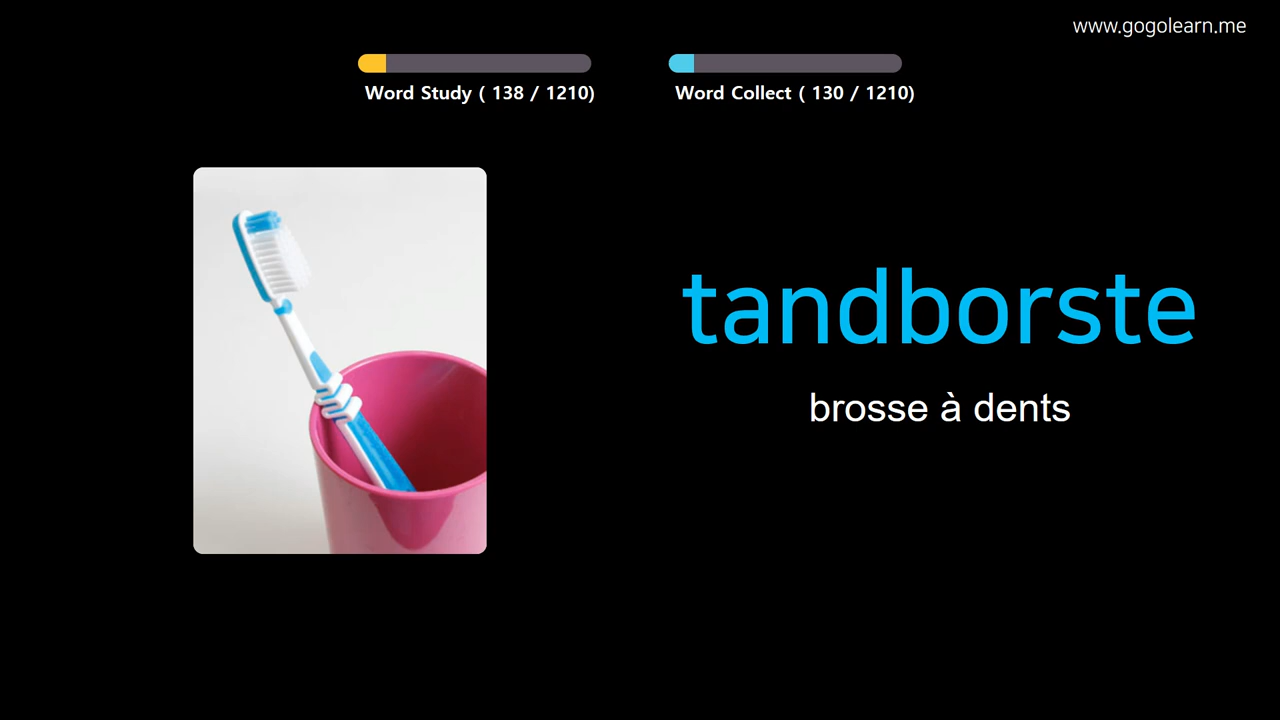 www.gogolearn.me
Word Study ( 138 / 1210)
Word Collect ( 130 / 1210)
tandborste
brosse à dents